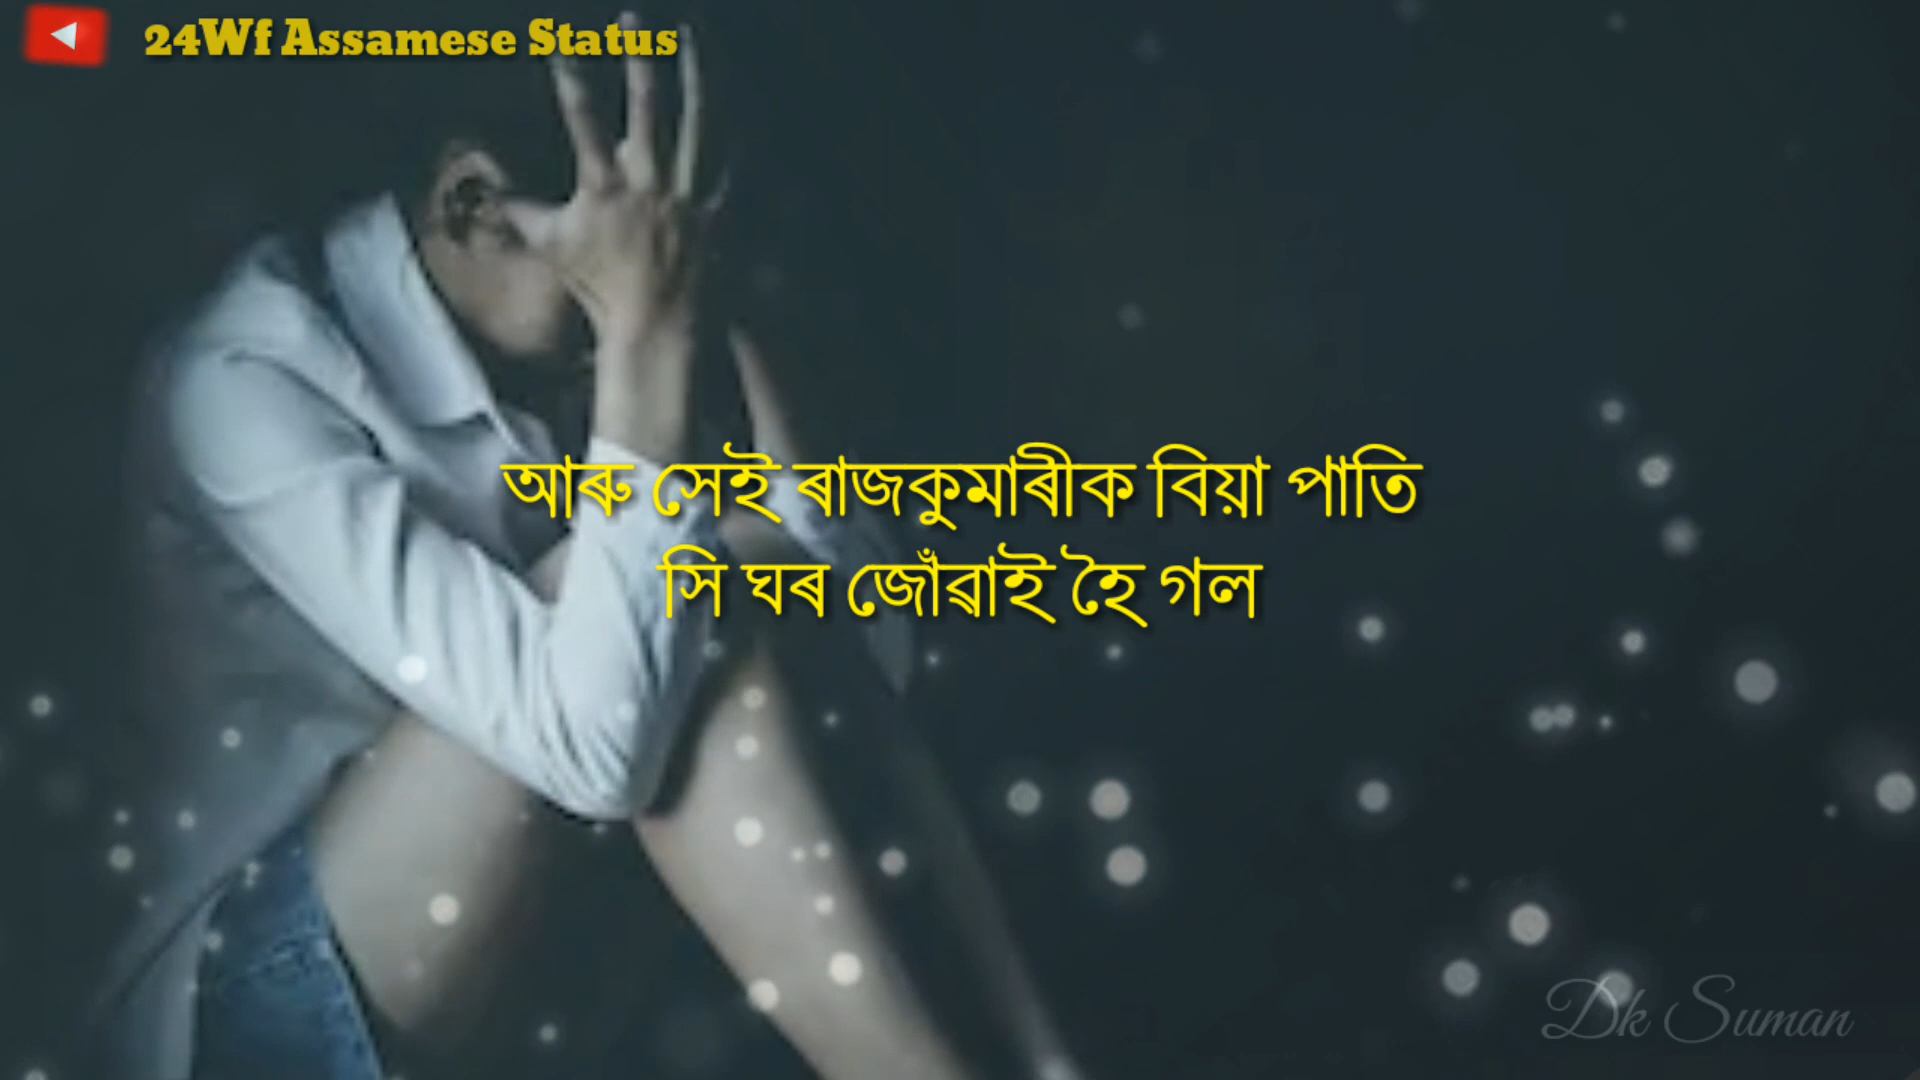 24Wf Assamese Status
আৰু সেই ৰাজকুমাৰীক বিয়া পাতি
সি ঘৰ জোঁৱাই হৈ গল
Dk Suman